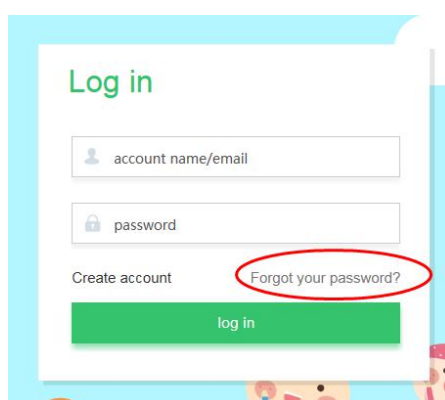 Log in
account name/email
password
Create account Forgot your password?
log in